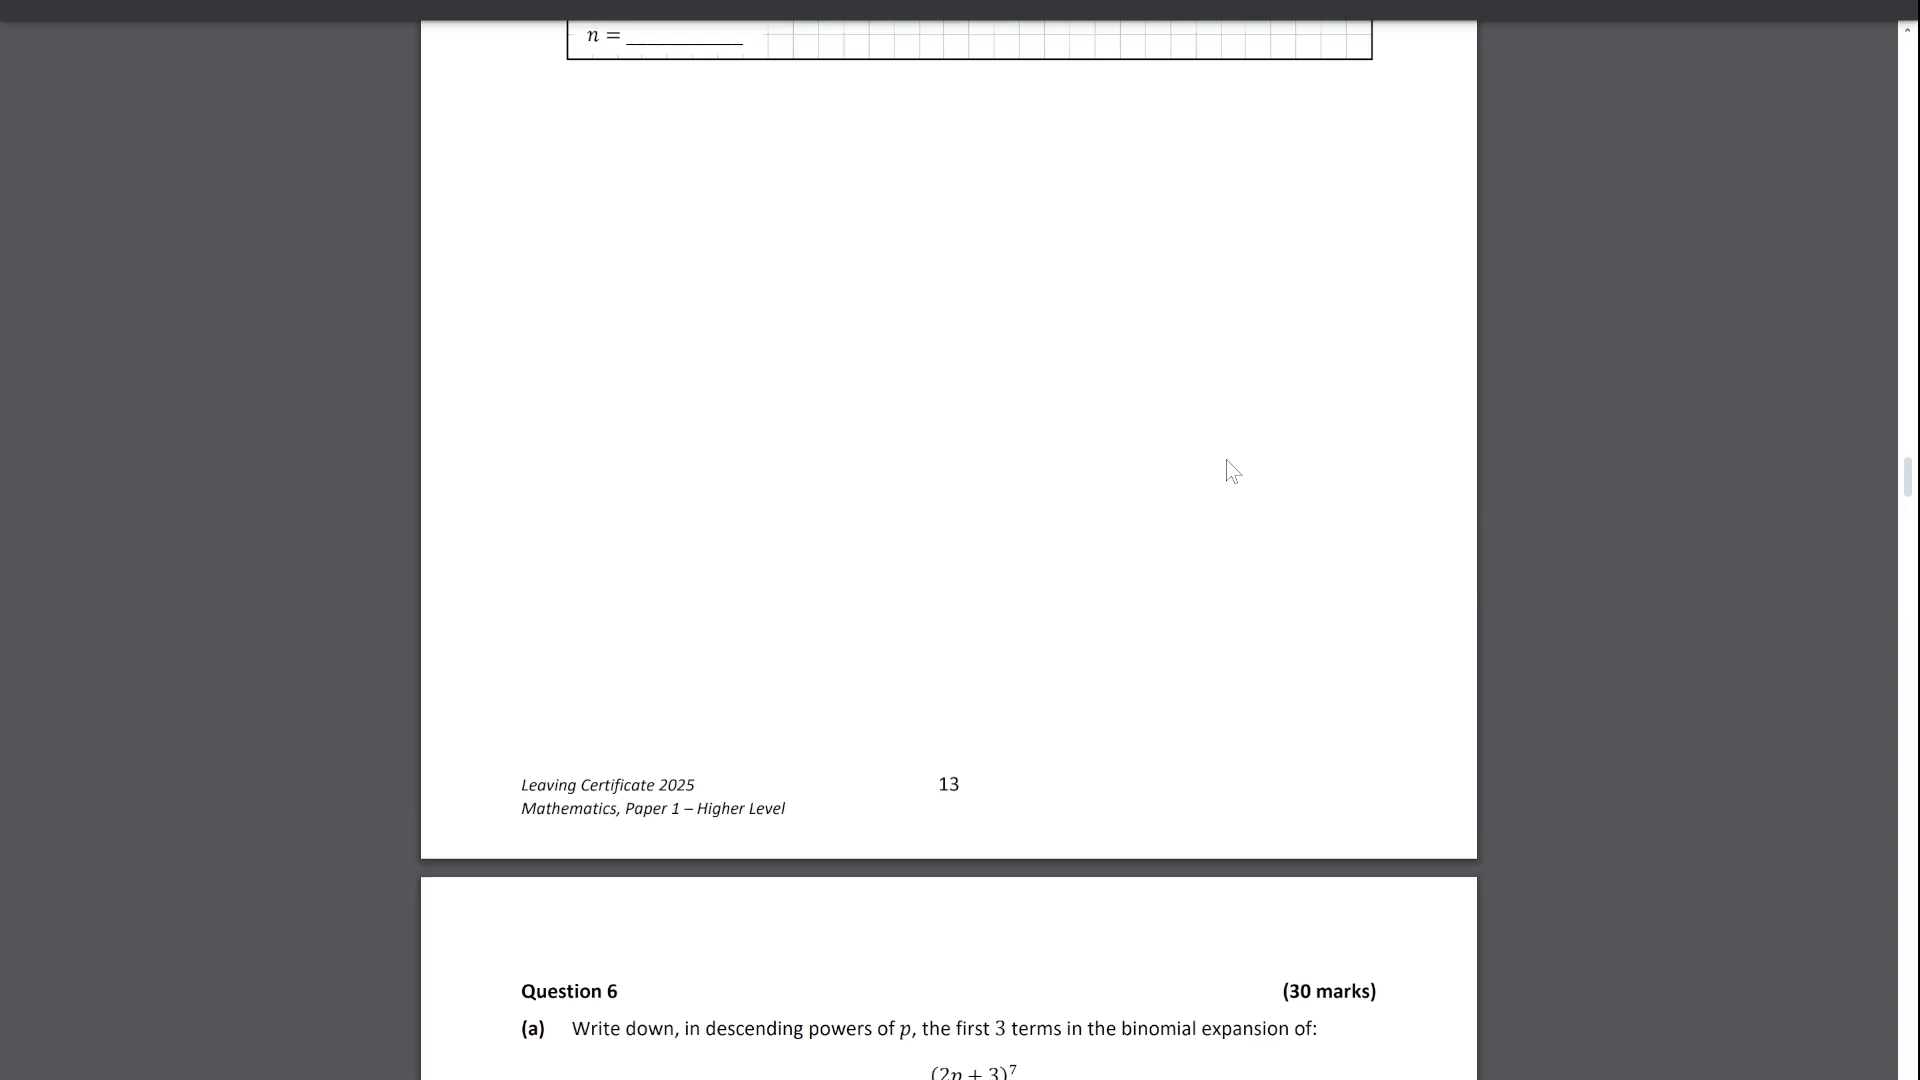 n = ____________
Leaving Certificate 2025
13
Mathematics, Paper 1 – Higher Level
Question 6
(30 marks)
(a) Write down, in descending powers of p, the first 3 terms in the binomial expansion of:
(2p + 3)⁷